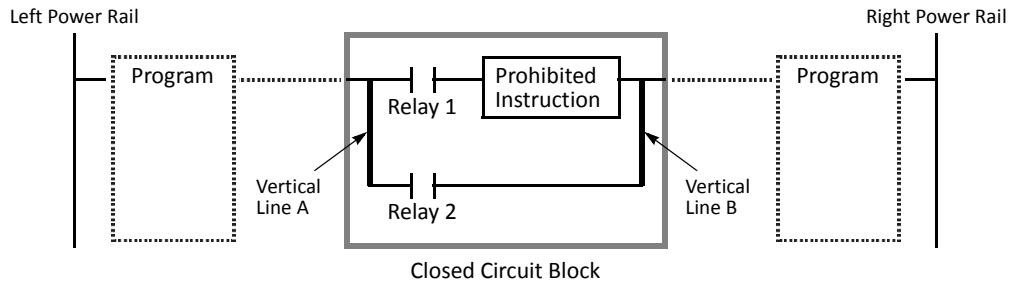 Left Power Rail
Right Power Rail
Program
Relay 1
Prohibited
Instruction
Program
Vertical
Line A
Relay 2
Vertical
Line B
Closed Circuit Block